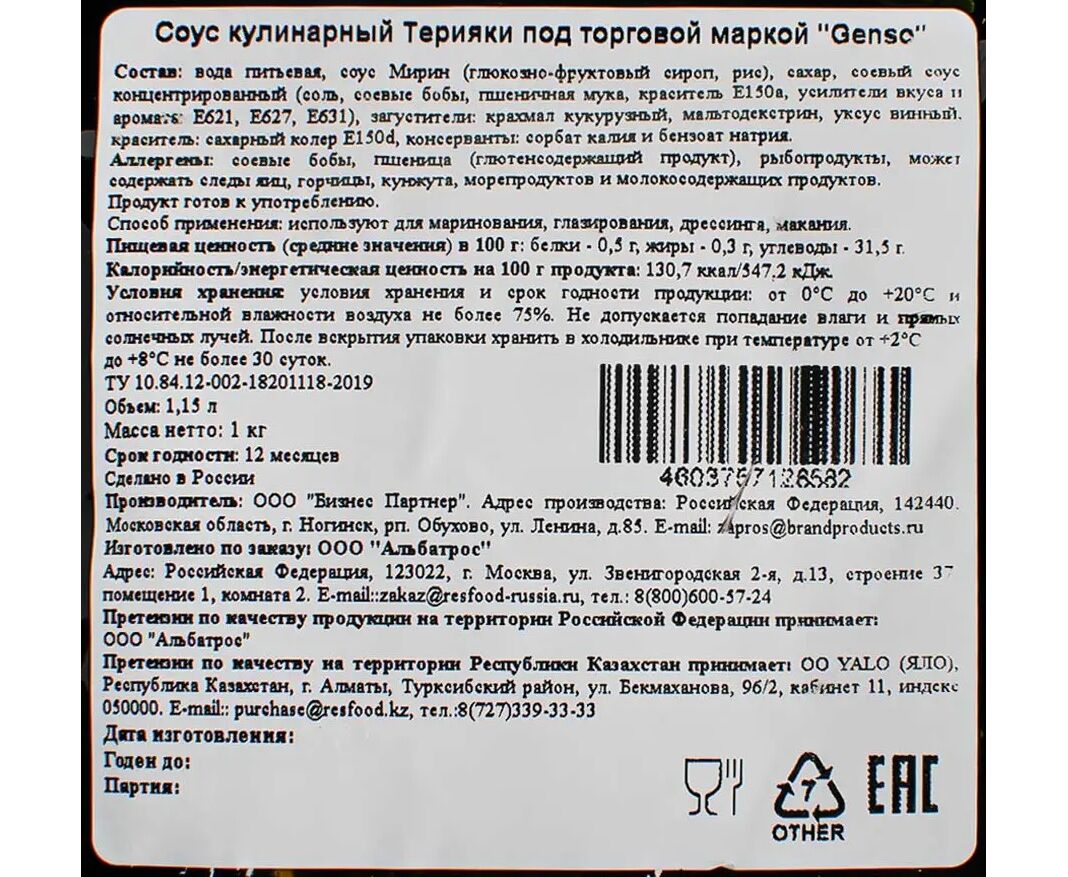 Соус кулинарный Терияки под торговой маркой "Genso"
Состав: вода питьевая, соус Мирин (глюкозно-фруктовый сироп, рис), сахар, соевый соус
концентрированный (соль, соевые бобы, пшеничная мука, краситель Е150а, усилители вкуса и
аромата: Е621, Е627, Е631), загустители: крахмал кукурузный, мальтодекстрин, уксус винный.
краситель: сахарный колер Е150d, консерванты: сорбат калия и бензоат натрия.
Аллергены: соевые бобы, пшеница (глютенсодержащий продукт), рыбопродукты, может
содержать следы яиц, горчицы, кунжута, морепродуктов и молокосодержащих продуктов.
Продукт готов к употреблению.
Способ применения: используют для маринования, глазирования, дрессинга, макания.
Пищевая ценность (средние значения) в 100 г: белки - 0,5 г, жиры - 0,3 г, углеводы - 31,5 г.
Калорийность/энергетическая ценность на 100 г продукта: 130,7 ккал/547,2 кДж.
Условия хранения: условия хранения и срок годности продукции: от 0°С до +20°С и
относительной влажности воздуха не более 75%. Не допускается попадание влаги и прямых
солнечных лучей. После вскрытия упаковки хранить в холодильнике при температуре от +2°С
до +8°С не более 30 суток.
ТУ 10.84.12-002-18201118-2019
Объем: 1,15 л
Масса нетто: 1 кг
Срок годности: 12 месяцев
Сделано в России
4603757126582
Производитель: ООО "Бизнес Партнер". Адрес производства: Российская Федерация, 142440.
Московская область, г. Ногинск, рп. Обухово, ул. Ленина, д.85. E-mail: zapros@brandproducts.ru
Изготовлено по заказу: ООО "Альбатрос"
Адрес: Российская Федерация, 123022, г. Москва, ул. Звенигородская 2-я, д.13, строение 37
помещение 1, комната 2. E-mail::zakaz@resfood-russia.ru, тел.: 8(800)600-57-24
Претензии по качеству продукции на территории Российской Федерации принимает:
ООО "Альбатрос"
Претензии по качеству на территории Республики Казахстан принимает: ОО YALO (ЯЛО),
Республика Казахстан, г. Алматы, Турксибский район, ул. Бекмаханова, 96/2, кабинет 11, индекс
050000. E-mail:: purchase@resfood.kz, тел.:8(727)339-33-33
Дата изготовления:
Годен до:
Партия:
7
OTHER
EAC